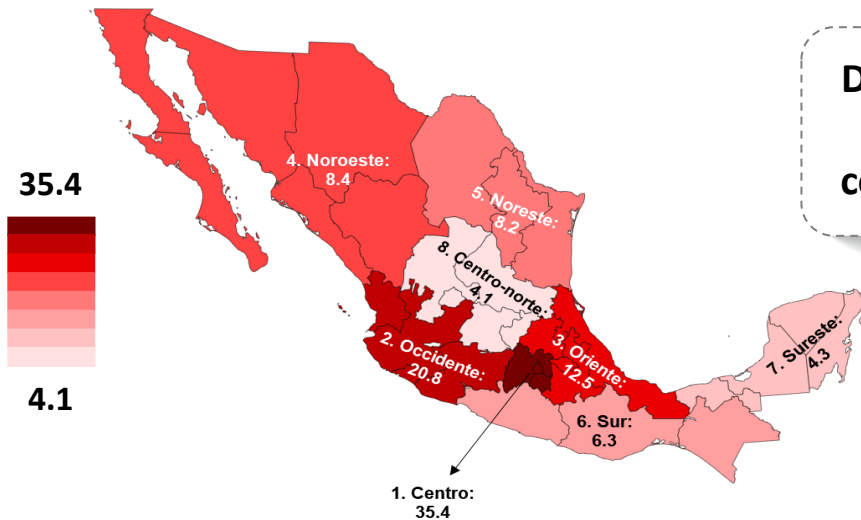 35.4
4.1
4. Noroeste:
8.4
5. Noreste:
8.2
8. Centro-norte:
4.1
2. Occidente:
20.8
3. Oriente:
12.5
7. Sureste:
4.3
6. Sur:
6.3
1. Centro:
35.4